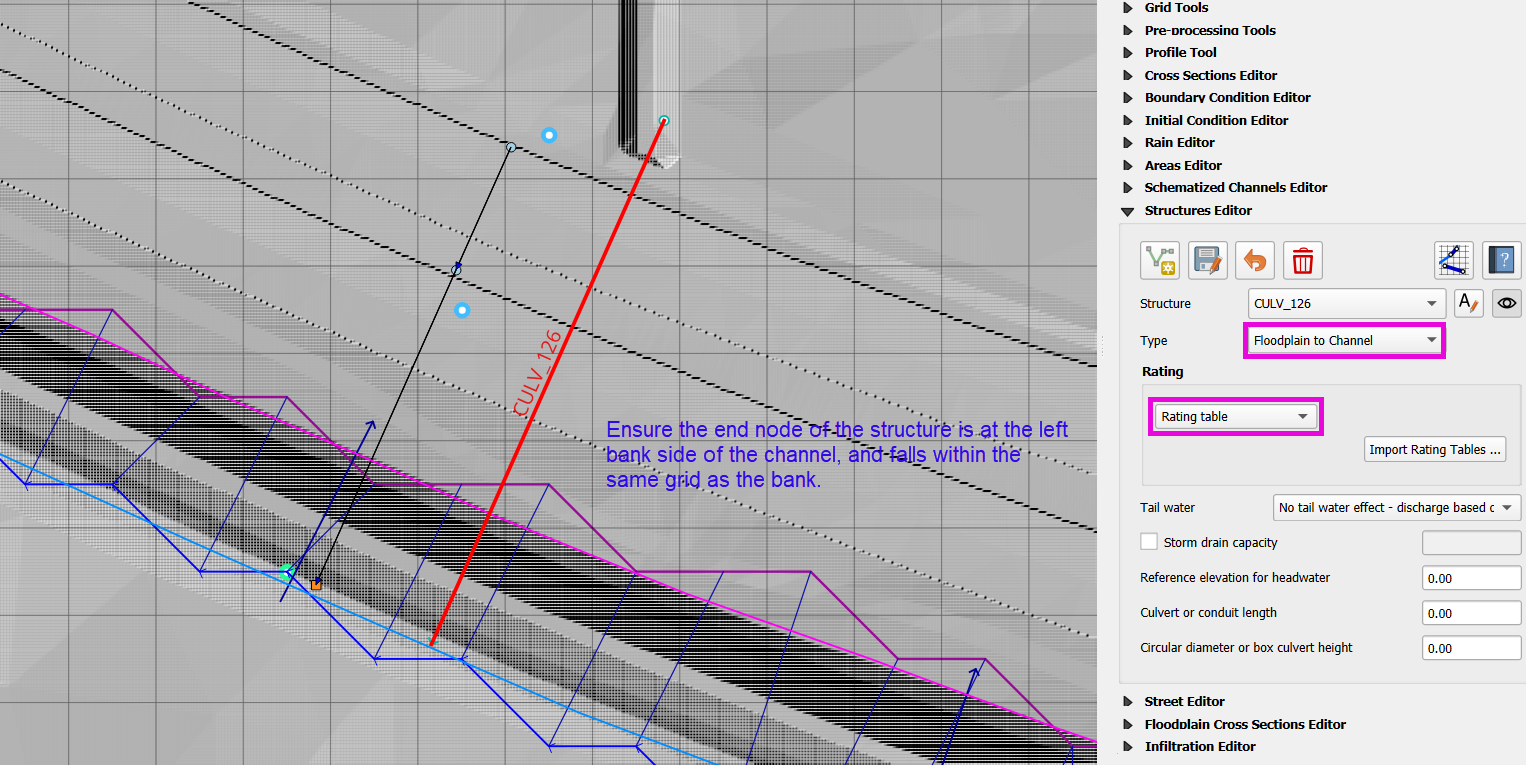 Grid Tools
Pre-processing Tools
Profile Tool
Cross Sections Editor
Boundary Condition Editor
Initial Condition Editor
Rain Editor
Areas Editor
Schematized Channels Editor
Structures Editor
Structure
CULV_126
A
Type
Floodplain to Channel
Rating
Rating table
Import Rating Tables ...
Tail water
No tail water effect - discharge based c
Storm drain capacity
Reference elevation for headwater
0.00
Culvert or conduit length
0.00
Circular diameter or box culvert height
0.00
Street Editor
Floodplain Cross Sections Editor
Infiltration Editor
CULV_126
Ensure the end node of the structure is at the left
bank side of the channel, and falls within the
same grid as the bank.